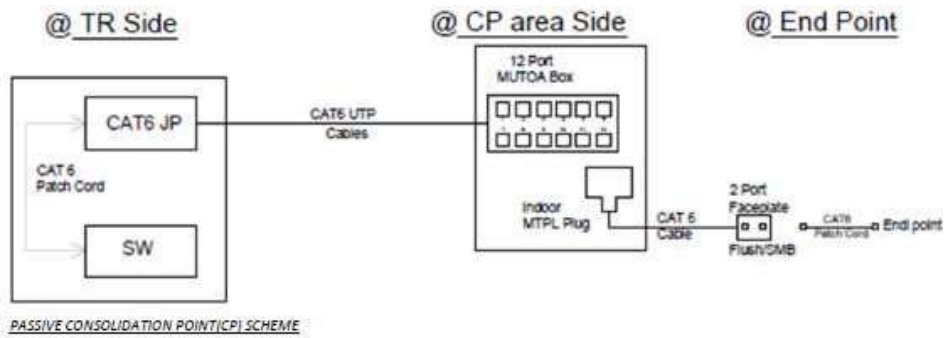 @ TR Side
@ CP area Side
@ End Point
12 Port
MUTOA Box
CAT6 JP
CAT6 UTP
Cables
CAT 6
Patch Cord
SW
Indoor
MTPL Plug
CAT 6
Cable
2 Port
Faceplate
Flush/SMB
CAT6
Patch Cord
End point
PASSIVE CONSOLIDATION POINT(CP) SCHEME